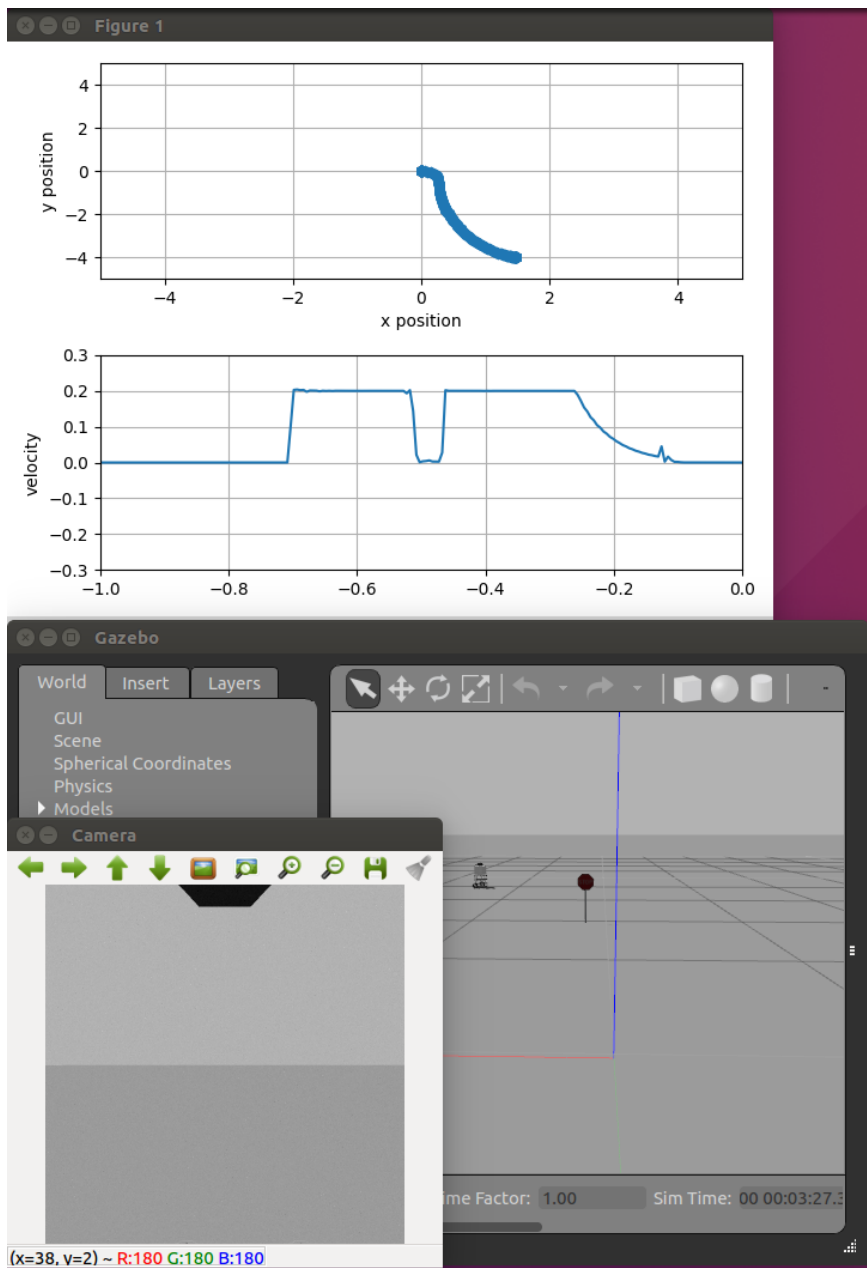 Figure 1
4
2
0
−2
−4
y position
−4 −2 0 2 4
x position
0.3
0.2
0.1
0.0
−0.1
−0.2
−0.3
velocity
−1.0 −0.8 −0.6 −0.4 −0.2 0.0
Gazebo
World Insert Layers
GUI
Scene
Spherical Coordinates
Physics
Models
Camera
ime Factor: 1.00 Sim Time: 00 00:03:27.3
(x=38, y=2) ~ R:180 G:180 B:180